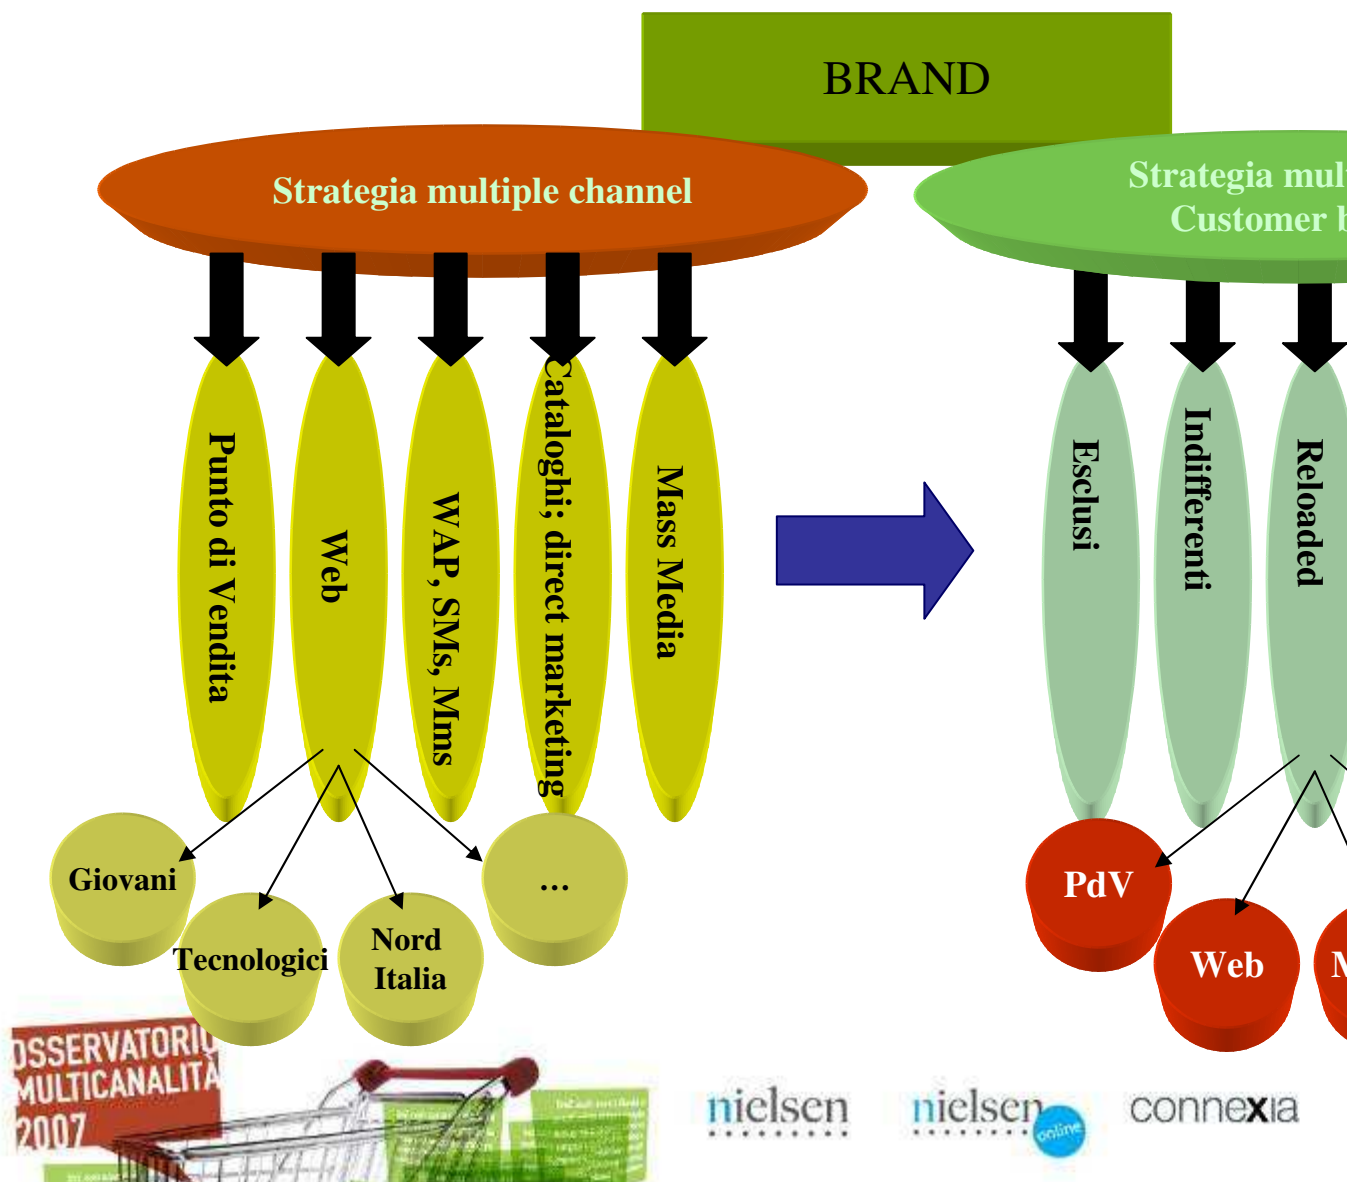 BRAND
Strategia multiple channel
Strategia mul
Customer b
Punto di Vendita
Web
WAP, SMs, Mms
Cataloghi; direct marketing
Mass Media
Esclusi
Indifferenti
Reloaded
Giovani
Tecnologici
Nord
Italia
...
PdV
Web
M
OSSERVATORIO
MULTICANALITÀ
2007
nielsen
nielsen
online
connexia